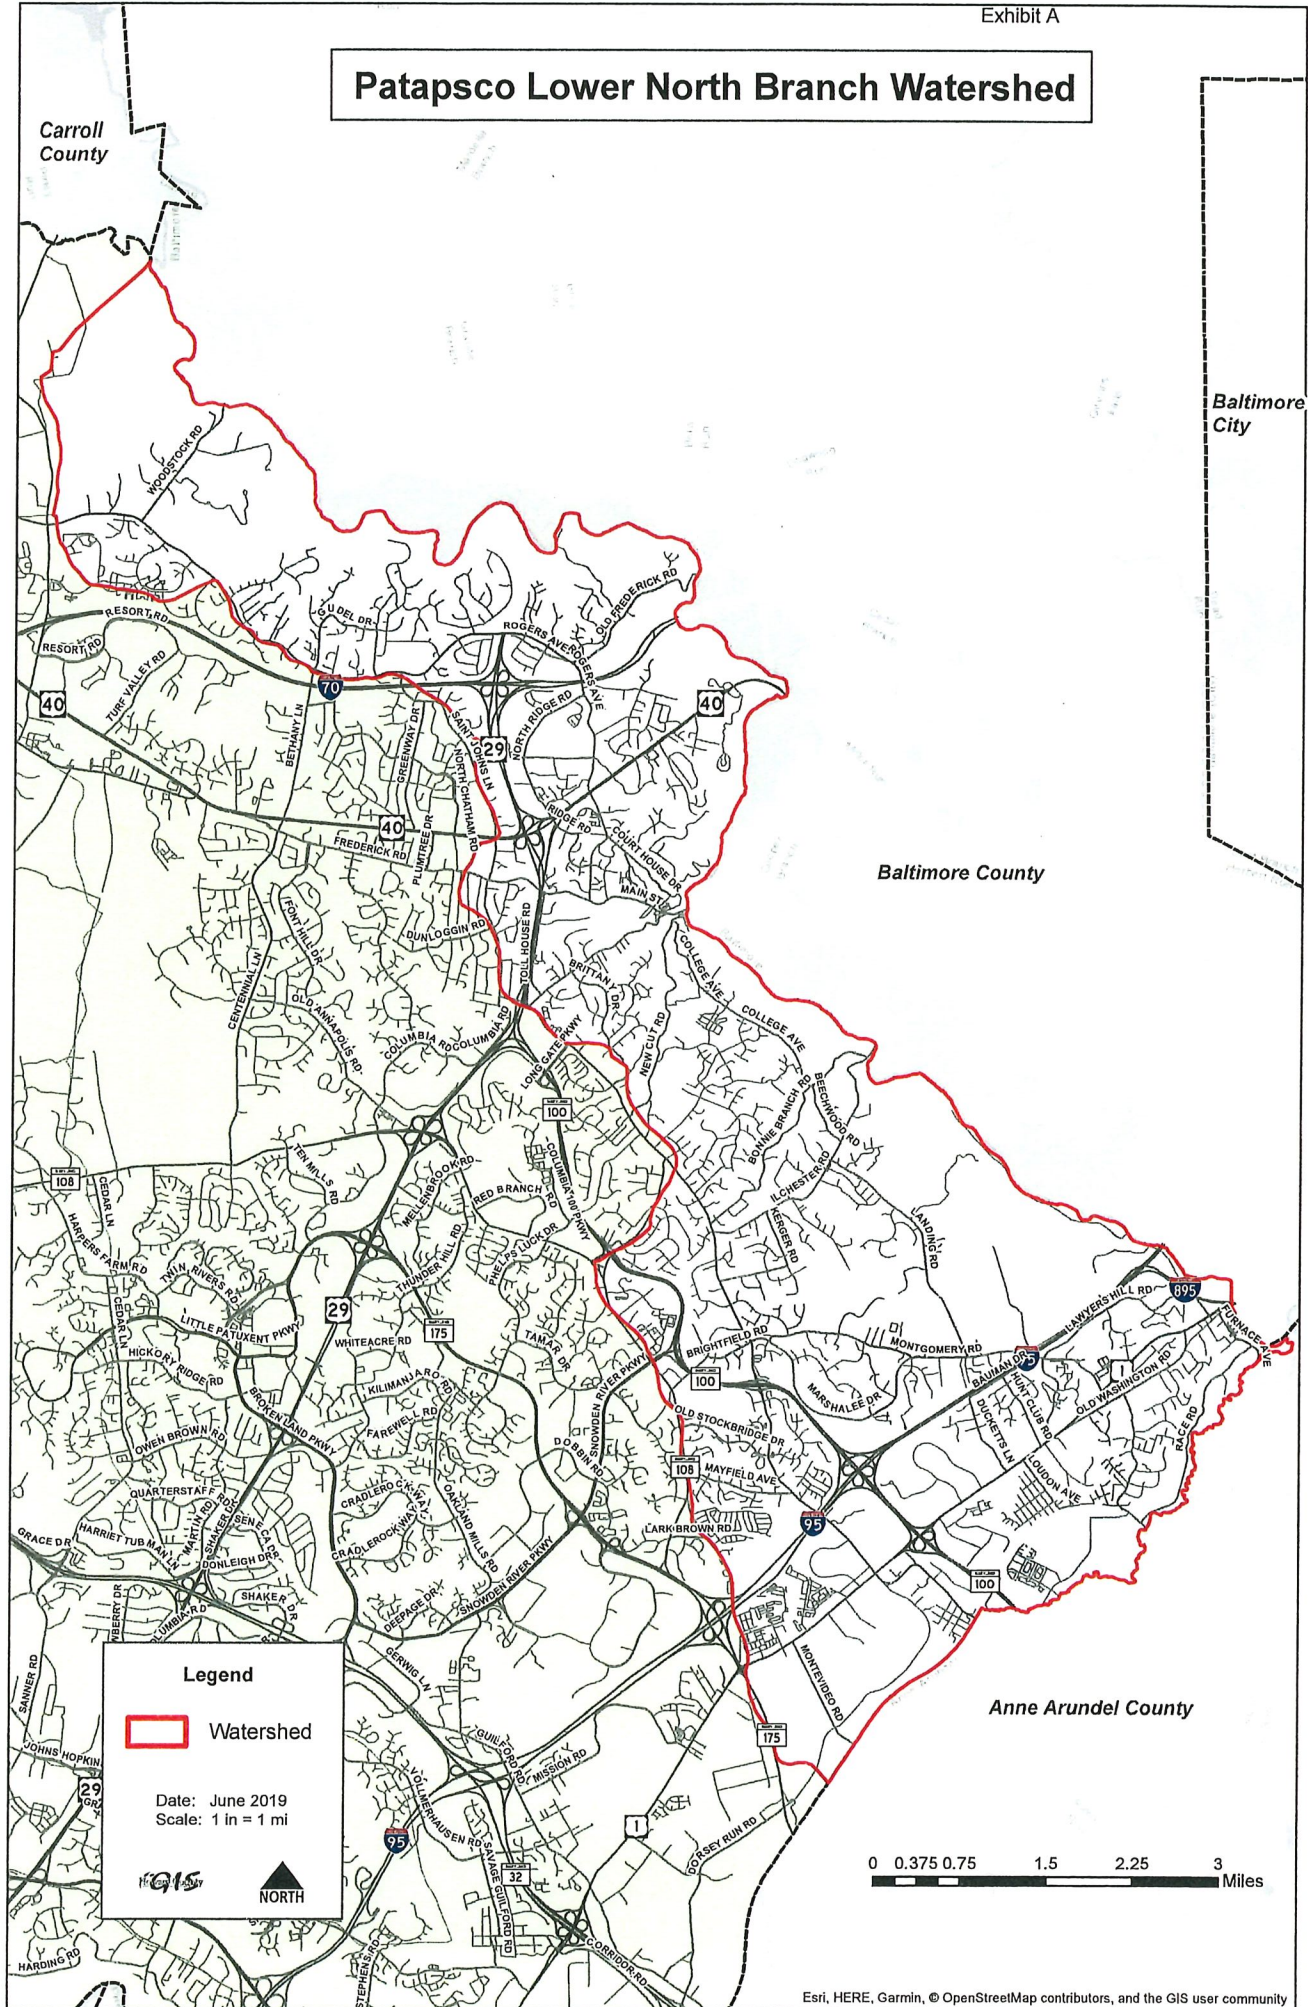 Exhibit A
Patapsco Lower North Branch Watershed
Carroll
County
Baltimore
City
WOODSTOCK RD
OLD FREDERICK RD
GUDEL DR
RESORT RD
ROGERS AVE
ROGERS AVE
RESORT RD
TURF VALLEY RD
70
40
40
BETHANY LN
GREENWAY DR
SAINT JOHNS LN
NORTH RIDGE RD
29
NORTH CHATHAM RD
40
FREDERICK RD
PLUMTREE DR
RIDGE RD
COURT HOUSE DR
MAIN ST
Baltimore County
FONT HILL DR
DUNLOGGIN RD
TOLL HOUSE RD
CENTENNIAL LN
BRITTANY DR
COLLEGE AVE
OLD ANNAPOLIS RD
COLUMBIA RD
COLUMBIA RD
LONG GATE PKWY
NEW CUT RD
COLLEGE AVE
100
BONNIE BRANCH RD
BEECHWOOD RD
108
CEDAR LN
TEN MILLS RD
MELLENBROOK RD
RED BRANCH RD
COLUMBIA 100 PKWY
ILCHESTER RD
KERGER RD
LANDING RD
HARPERS FARM RD
TWIN RIVERS RD
THUNDER HILL RD
PHELPS LUCK DR
CEDAR LN
LITTLE PATUXENT PKWY
29
175
WHITEACRE RD
TAMAR DR
HICKORY RIDGE RD
KILIMANJARO RD
BROKEN LAND PKWY
FAREWELL RD
SNOWDEN RIVER PKWY
BRIGHTFIELD RD
MONTGOMERY RD
LAWYERS HILL RD
895
FURNACE AVE
95
BAUMAN DR
1
OLD WASHINGTON RD
100
MARSHALEE DR
HUNT CLUB RD
DUCKETTS LN
RACE RD
OLD STOCKBRIDGE DR
OWEN BROWN RD
DOBBIN RD
108
MAYFIELD AVE
LOUDON AVE
QUARTERSTAFF RD
CRADLEROCK WAY
CRADLEROCK WAY
OAKLAND MILLS RD
95
LARK BROWN RD
GRACE DR
HARRIET TUBMAN LN
MARTIN RD
SHAKER DR
SENECA DR
DONLEIGH DR
SHAKER DR
SNOWDEN RIVER PKWY
DEEPAGE DR
100
GERWIG LN
MONTEVIDEO RD
Anne Arundel County
SANNER RD
Legend
Watershed
Date: June 2019
Scale: 1 in = 1 mi
NORTH
JOHNS HOPKIN
29
175
GUILFORD RD
MISSION RD
VOLLMERHAUSEN RD
95
1
SAVAGE GUILFORD RD
32
DORSEY RUN RD
CORRIDOR RD
HARDING RD
STEPHENS RD
0 0.375 0.75 1.5 2.25 3
Miles
Esri, HERE, Garmin, © OpenStreetMap contributors, and the GIS user community